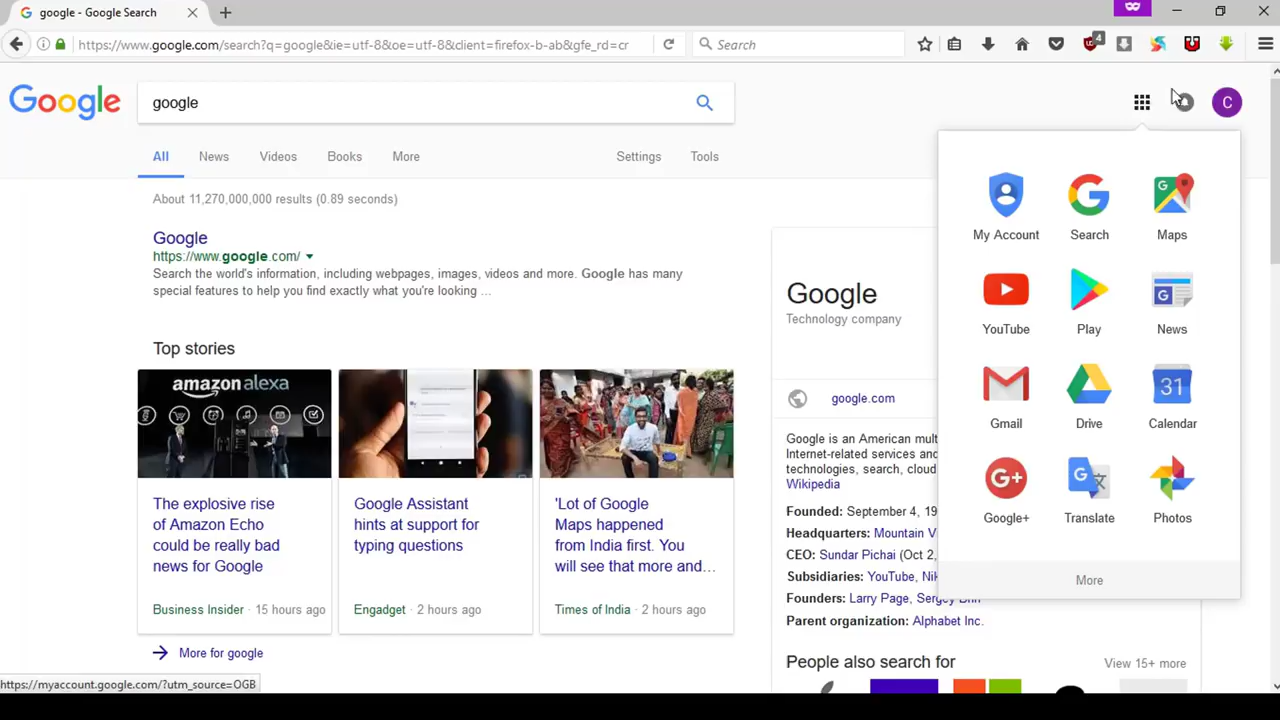 google - Google Search
https://www.google.com/search?q=google&ie=utf-8&oe=utf-8&client=firefox-b-ab&gfe_rd=cr
Search
4
Google
google
C
All
News
Videos
Books
More
Settings
Tools
About 11,270,000,000 results (0.89 seconds)
Google
https://www.google.com/
Search the world's information, including webpages, images, videos and more. Google has many
special features to help you find exactly what you're looking ...
Top stories
amazon alexa
The explosive rise
of Amazon Echo
could be really bad
news for Google
Business Insider · 15 hours ago
Google Assistant
hints at support for
typing questions
Engadget · 2 hours ago
'Lot of Google
Maps happened
from India first. You
will see that more and...
Times of India · 2 hours ago
More for google
Google
Technology company
google.com
Google is an American mult
Internet-related services and
technologies, search, cloud
Wikipedia
Founded: September 4, 19
Headquarters: Mountain V
CEO: Sundar Pichai (Oct 2,
Subsidiaries: YouTube, Nik
Founders: Larry Page, Sergey Brin
Parent organization: Alphabet Inc.
People also search for
View 15+ more
My Account
G
Search
G
Maps
YouTube
Play
G
News
Gmail
Drive
31
Calendar
G+
Google+
G
Translate
Photos
More
https://myaccount.google.com/?utm_source=OGB